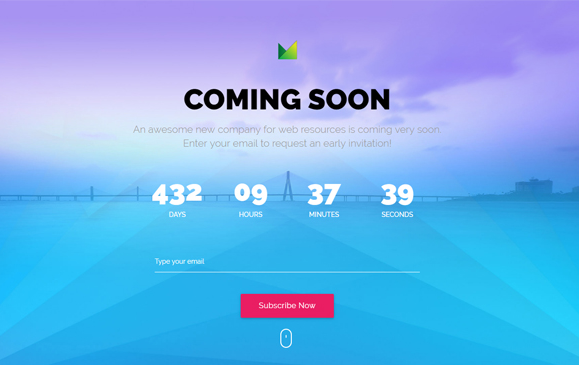 COMING SOON
An awesome new company for web resources is coming very soon.
Enter your email to request an early invitation!
432 09 37 39
DAYS HOURS MINUTES SECONDS
Type your email
Subscribe Now